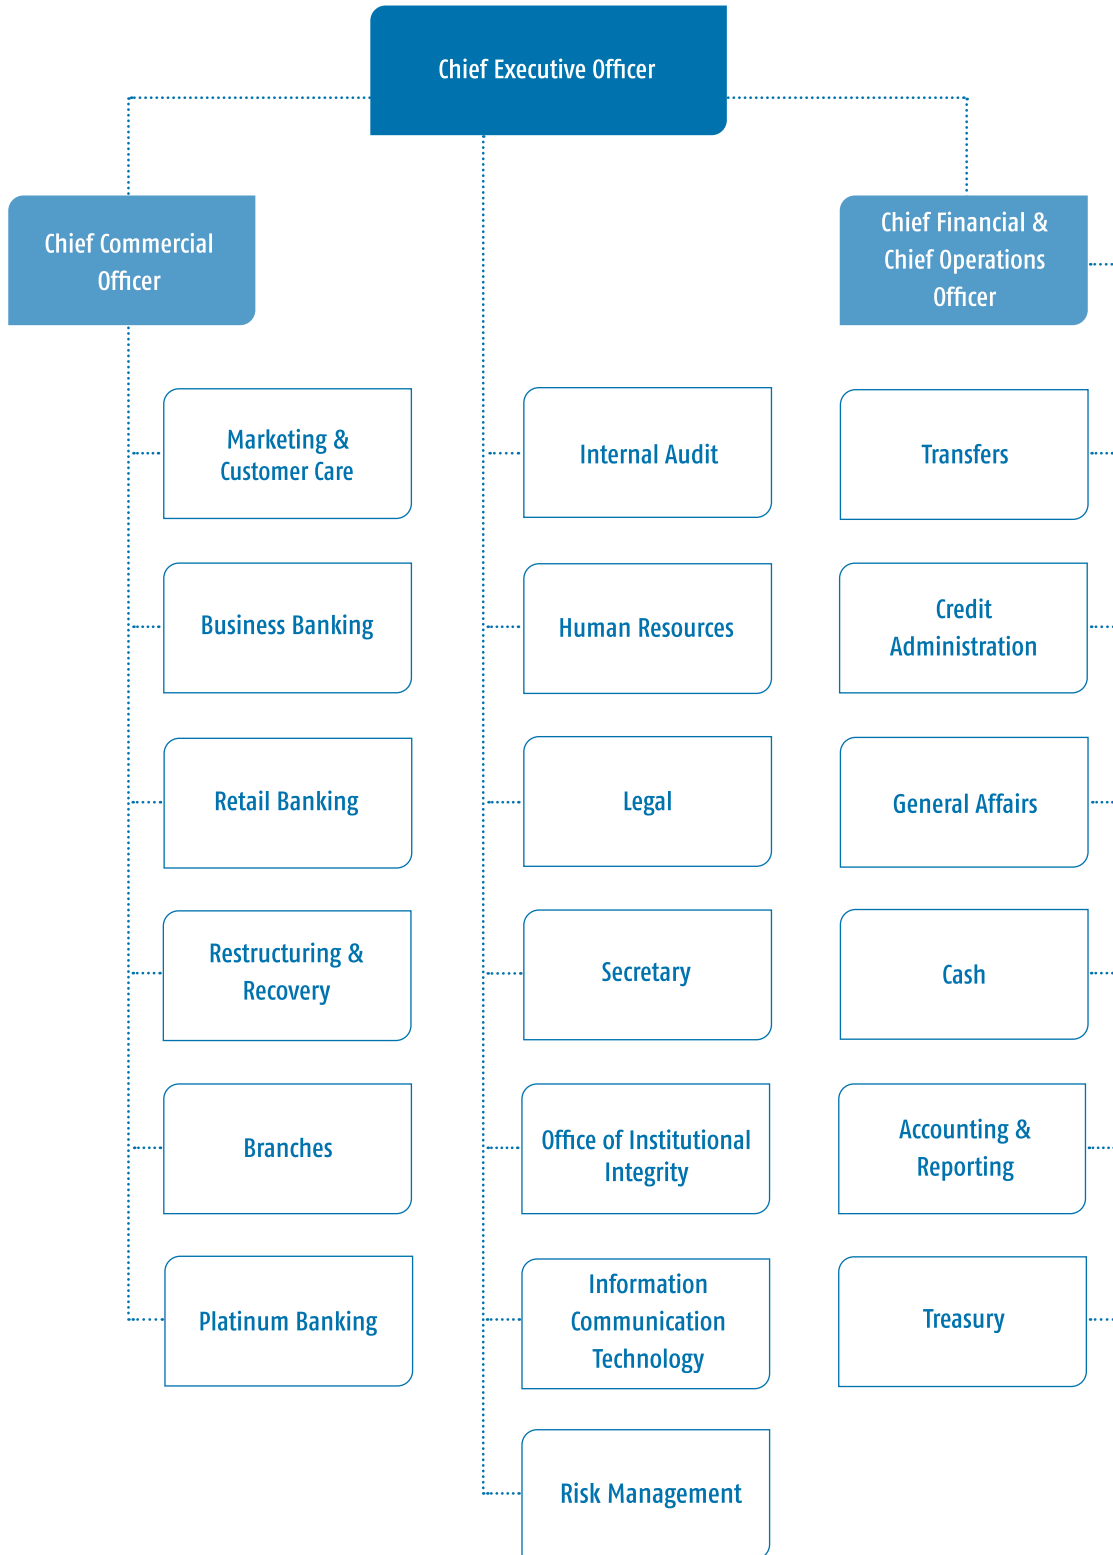 Chief Executive Officer
Chief Commercial
Officer
Chief Financial &
Chief Operations
Officer
Marketing &
Customer Care
Internal Audit
Transfers
Business Banking
Human Resources
Credit
Administration
Retail Banking
Legal
General Affairs
Restructuring &
Recovery
Secretary
Cash
Branches
Office of Institutional
Integrity
Accounting &
Reporting
Platinum Banking
Information
Communication
Technology
Treasury
Risk Management